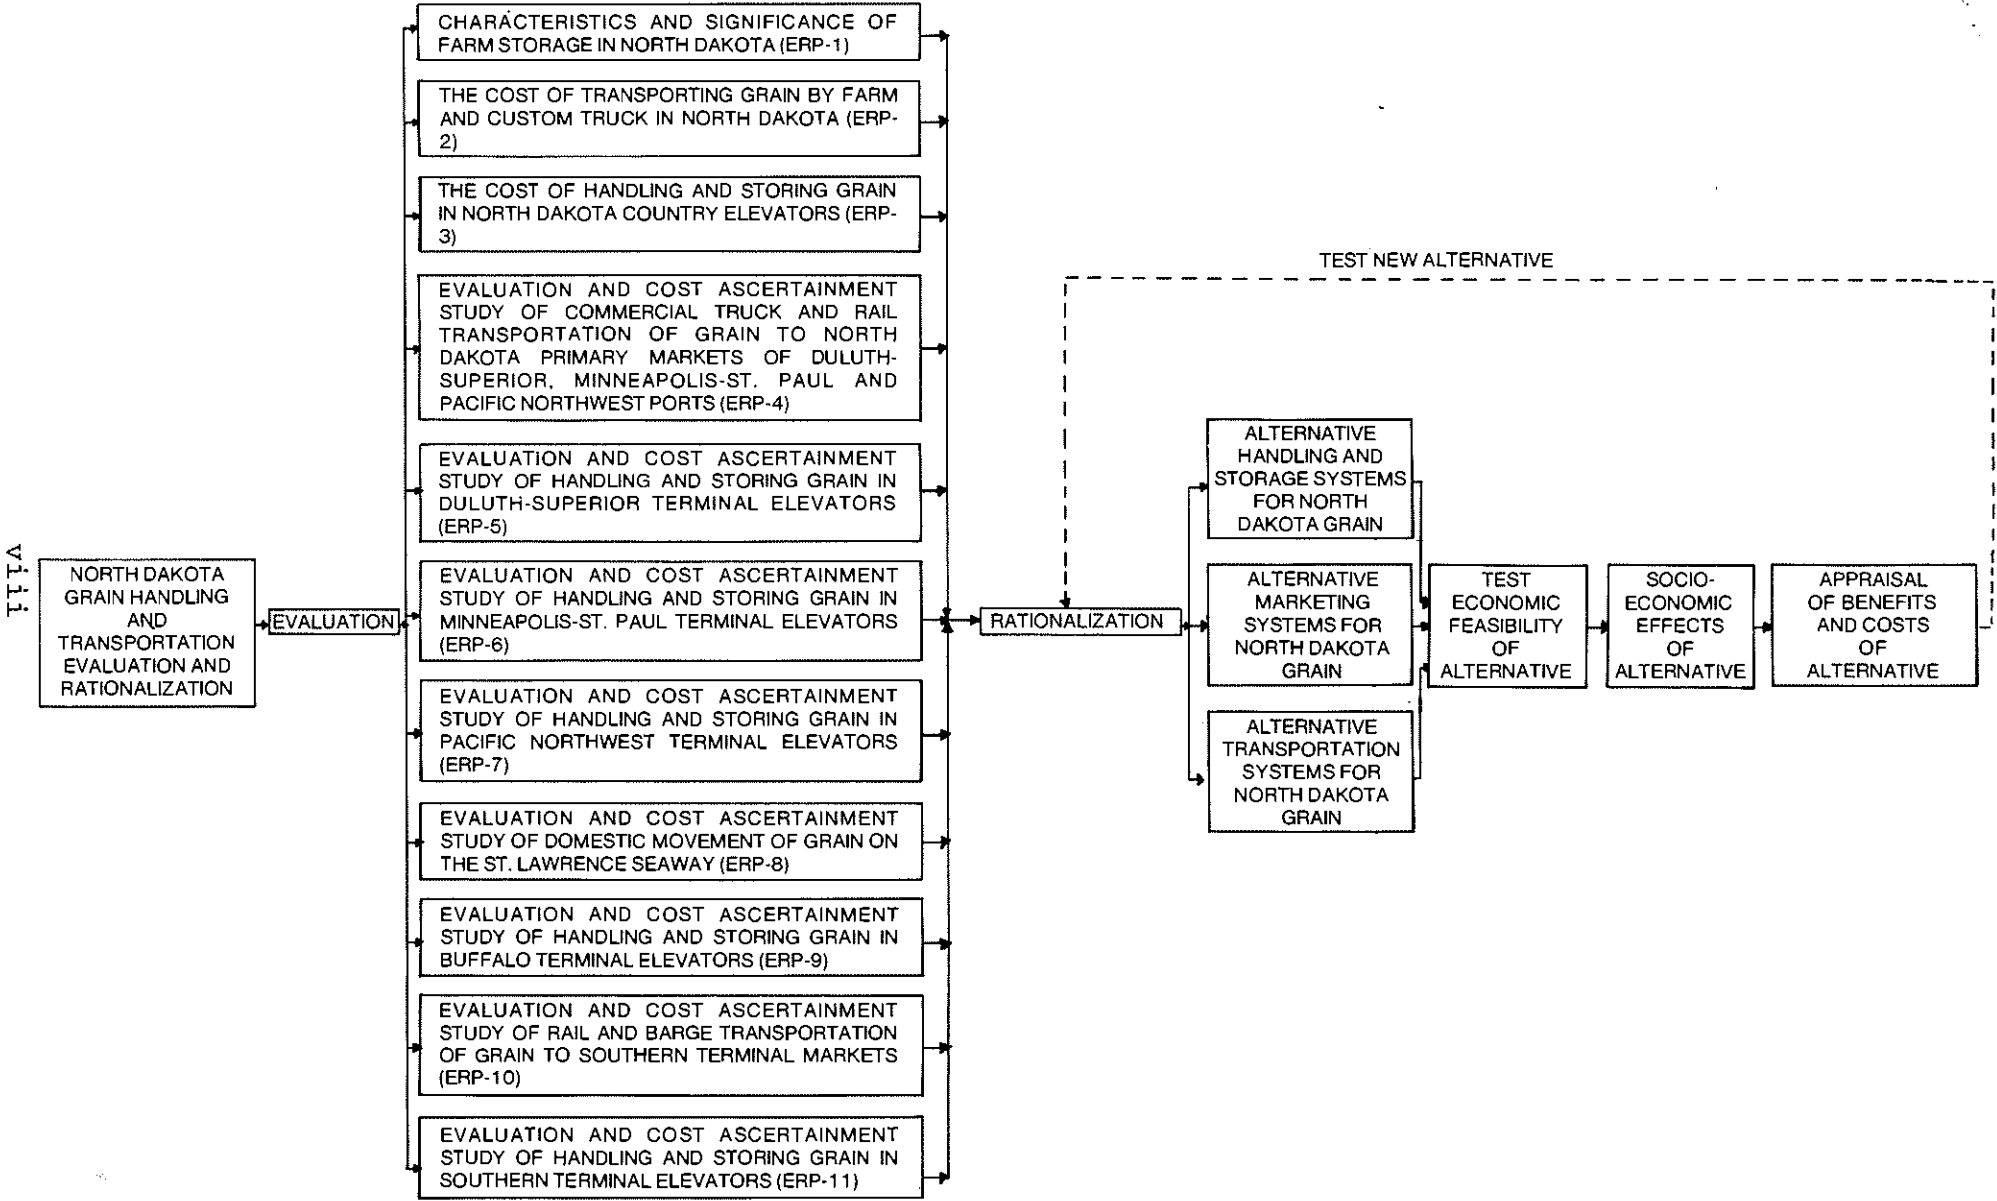 viii
NORTH DAKOTA
GRAIN HANDLING
AND
TRANSPORTATION
EVALUATION AND
RATIONALIZATION
EVALUATION
CHARACTERISTICS AND SIGNIFICANCE OF
FARM STORAGE IN NORTH DAKOTA (ERP-1)
THE COST OF TRANSPORTING GRAIN BY FARM
AND CUSTOM TRUCK IN NORTH DAKOTA (ERP-
2)
THE COST OF HANDLING AND STORING GRAIN
IN NORTH DAKOTA COUNTRY ELEVATORS (ERP-
3)
EVALUATION AND COST ASCERTAINMENT
STUDY OF COMMERCIAL TRUCK AND RAIL
TRANSPORTATION OF GRAIN TO NORTH
DAKOTA PRIMARY MARKETS OF DULUTH-
SUPERIOR, MINNEAPOLIS-ST. PAUL AND
PACIFIC NORTHWEST PORTS (ERP-4)
EVALUATION AND COST ASCERTAINMENT
STUDY OF HANDLING AND STORING GRAIN IN
DULUTH-SUPERIOR TERMINAL ELEVATORS
(ERP-5)
EVALUATION AND COST ASCERTAINMENT
STUDY OF HANDLING AND STORING GRAIN IN
MINNEAPOLIS-ST. PAUL TERMINAL ELEVATORS
(ERP-6)
EVALUATION AND COST ASCERTAINMENT
STUDY OF HANDLING AND STORING GRAIN IN
PACIFIC NORTHWEST TERMINAL ELEVATORS
(ERP-7)
EVALUATION AND COST ASCERTAINMENT
STUDY OF DOMESTIC MOVEMENT OF GRAIN ON
THE ST. LAWRENCE SEAWAY (ERP-8)
EVALUATION AND COST ASCERTAINMENT
STUDY OF HANDLING AND STORING GRAIN IN
BUFFALO TERMINAL ELEVATORS (ERP-9)
EVALUATION AND COST ASCERTAINMENT
STUDY OF RAIL AND BARGE TRANSPORTATION
OF GRAIN TO SOUTHERN TERMINAL MARKETS
(ERP-10)
EVALUATION AND COST ASCERTAINMENT
STUDY OF HANDLING AND STORING GRAIN IN
SOUTHERN TERMINAL ELEVATORS (ERP-11)
RATIONALIZATION
TEST NEW ALTERNATIVE
ALTERNATIVE
HANDLING AND
STORAGE SYSTEMS
FOR NORTH
DAKOTA GRAIN
ALTERNATIVE
MARKETING
SYSTEMS FOR
NORTH DAKOTA
GRAIN
ALTERNATIVE
TRANSPORTATION
SYSTEMS FOR
NORTH DAKOTA
GRAIN
TEST
ECONOMIC
FEASIBILITY
OF
ALTERNATIVE
SOCIO-
ECONOMIC
EFFECTS
OF
ALTERNATIVE
APPRAISAL
OF BENEFITS
AND COSTS
OF
ALTERNATIVE